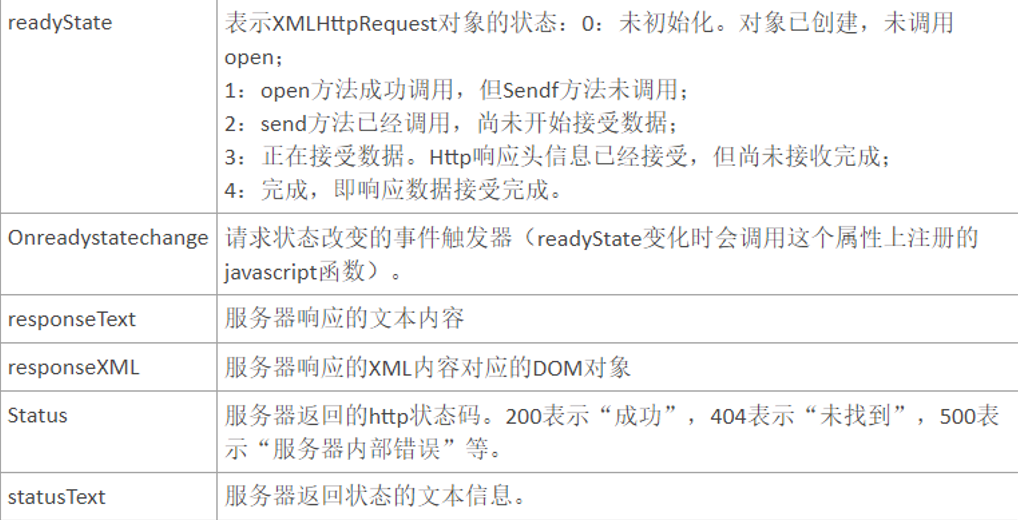 readyState
表示XMLHttpRequest对象的状态：0：未初始化。对象已创建，未调用
open；
1：open方法成功调用，但Sendf方法未调用；
2：send方法已经调用，尚未开始接受数据；
3：正在接受数据。Http响应头信息已经接受，但尚未接收完成；
4：完成，即响应数据接受完成。
Onreadystatechange
请求状态改变的事件触发器（readyState变化时会调用这个属性上注册的
javascript函数）。
responseText
服务器响应的文本内容
responseXML
服务器响应的XML内容对应的DOM对象
Status
服务器返回的http状态码。200表示“成功”，404表示“未找到”，500表
示“服务器内部错误”等。
statusText
服务器返回状态的文本信息。